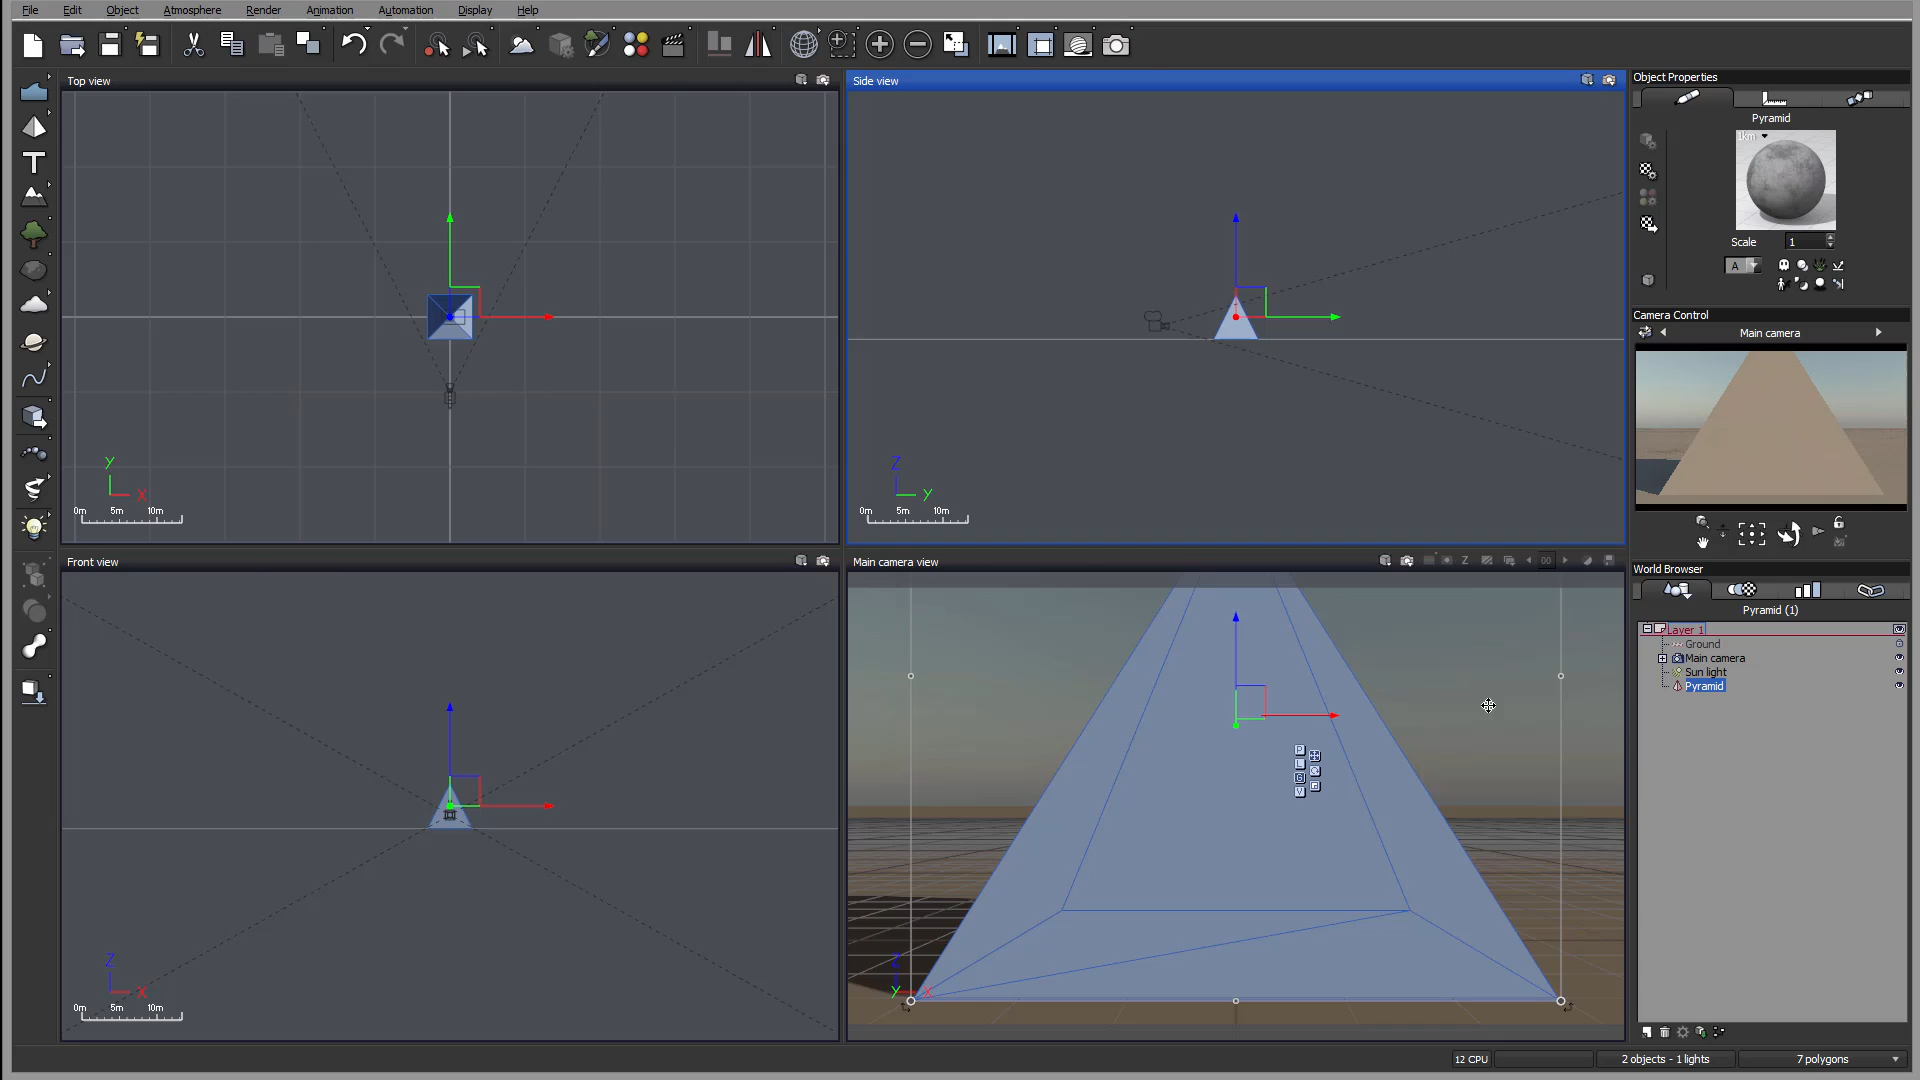 File Edit Object Atmosphere Render Animation Automation Display Help
Top view
Y
X
0m 5m 10m
Side view
Z
Y
0m 5m 10m
Front view
Z
X
0m 5m 10m
Main camera view
Z
00
P
L
G
V
Z
Y X
Object Properties
Pyramid
1km
Scale 1
A
Camera Control
Main camera
World Browser
Pyramid (1)
Layer 1
Ground
Main camera
Sun light
Pyramid
12 CPU
2 objects - 1 lights
7 polygons